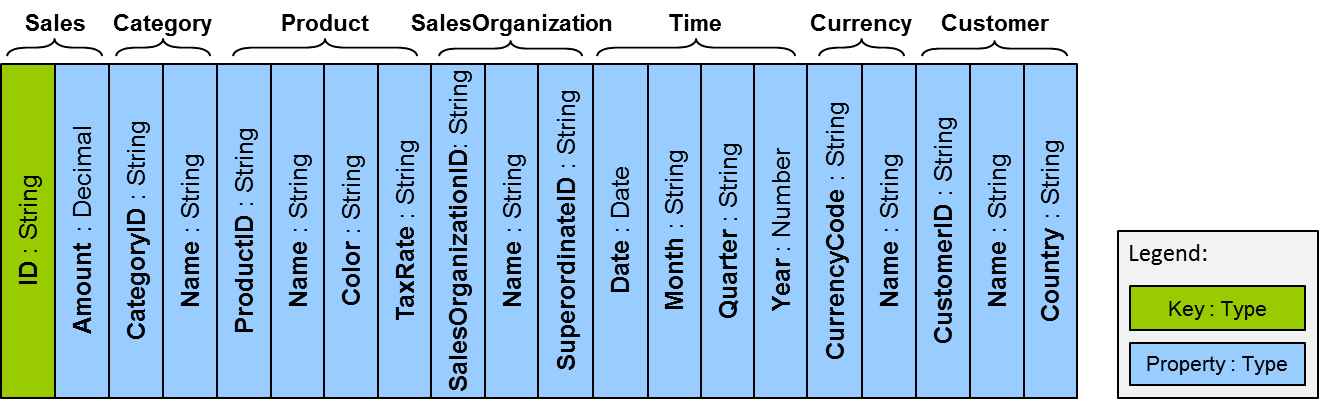 Sales Category Product SalesOrganization Time Currency Customer
ID : String
Amount : Decimal
CategoryID : String
Name : String
ProductID : String
Name : String
Color : String
TaxRate : String
SalesOrganizationID: String
Name : String
SuperordinateID : String
Date : Date
Month : String
Quarter : String
Year : Number
CurrencyCode : String
Name : String
CustomerID : String
Name : String
Country : String
Legend:
Key : Type
Property : Type